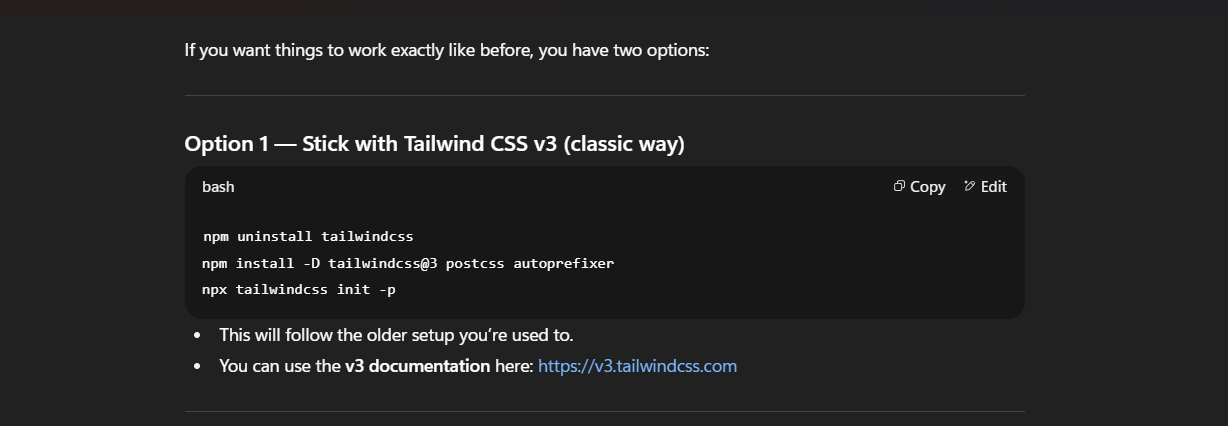 If you want things to work exactly like before, you have two options:
Option 1 — Stick with Tailwind CSS v3 (classic way)
bash
Copy
Edit
npm uninstall tailwindcss
npm install -D tailwindcss@3 postcss autoprefixer
npx tailwindcss init -p
• This will follow the older setup you’re used to.
• You can use the v3 documentation here: https://v3.tailwindcss.com